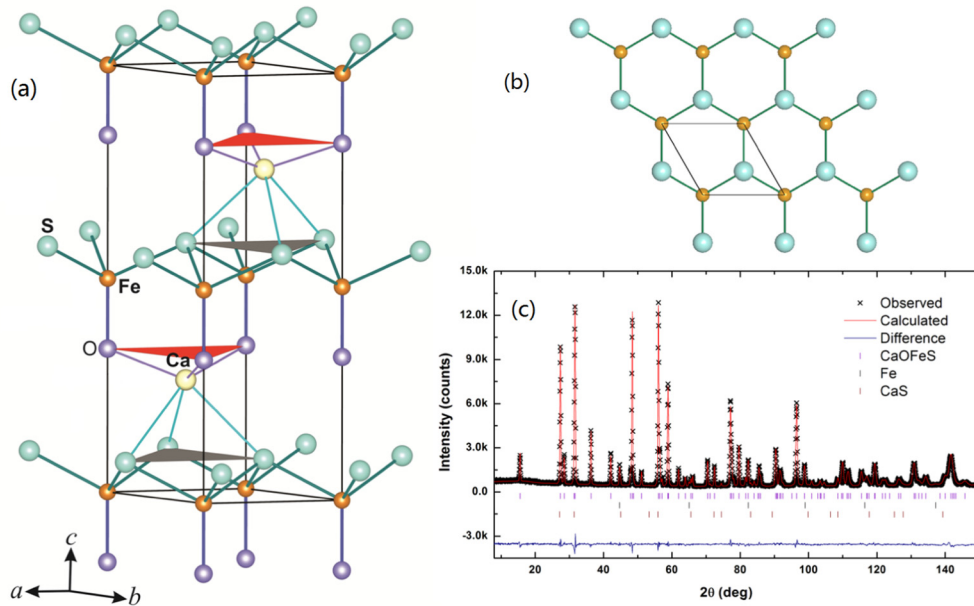 (a)
S
Fe
O
Ca
c
a
b
(b)
(c)
15.0k
12.0k
9.0k
6.0k
3.0k
0.0
-3.0k
Intensity (counts)
Observed
Calculated
Difference
CaOFeS
Fe
CaS
20 40 60 80 100 120 140
2θ (deg)